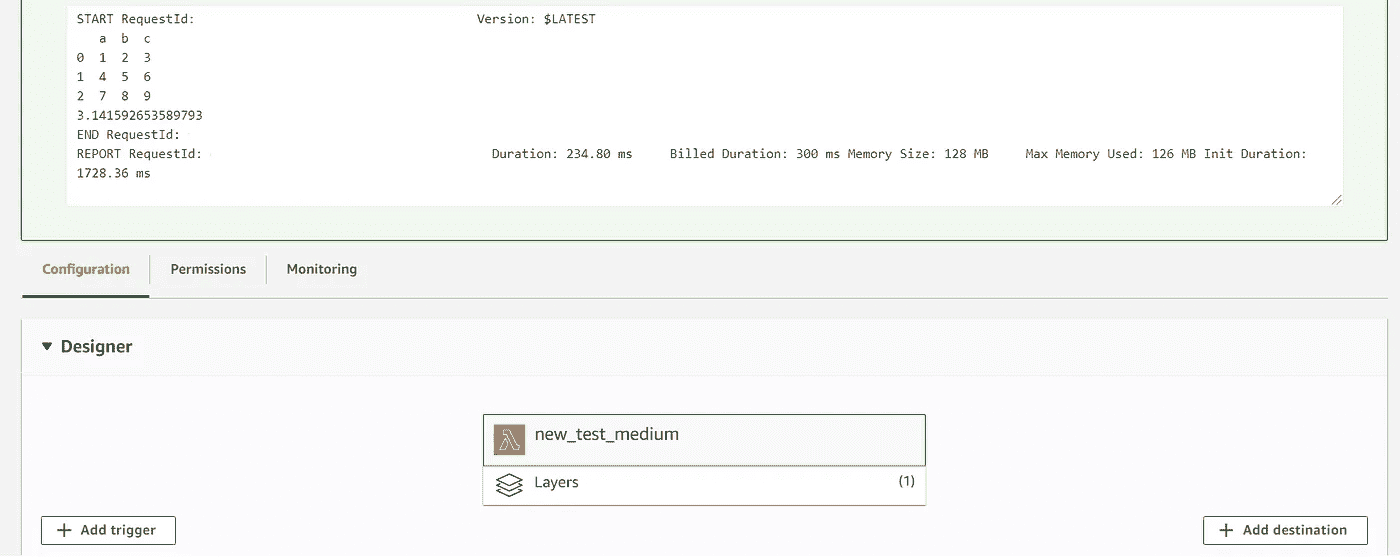 START RequestId: Version: $LATEST
a b c
0 1 2 3
1 4 5 6
2 7 8 9
3.141592653589793
END RequestId:
REPORT RequestId: Duration: 234.80 ms Billed Duration: 300 ms Memory Size: 128 MB Max Memory Used: 126 MB Init Duration:
1728.36 ms
Configuration Permissions Monitoring
Designer
new_test_medium
Layers (1)
+ Add trigger + Add destination